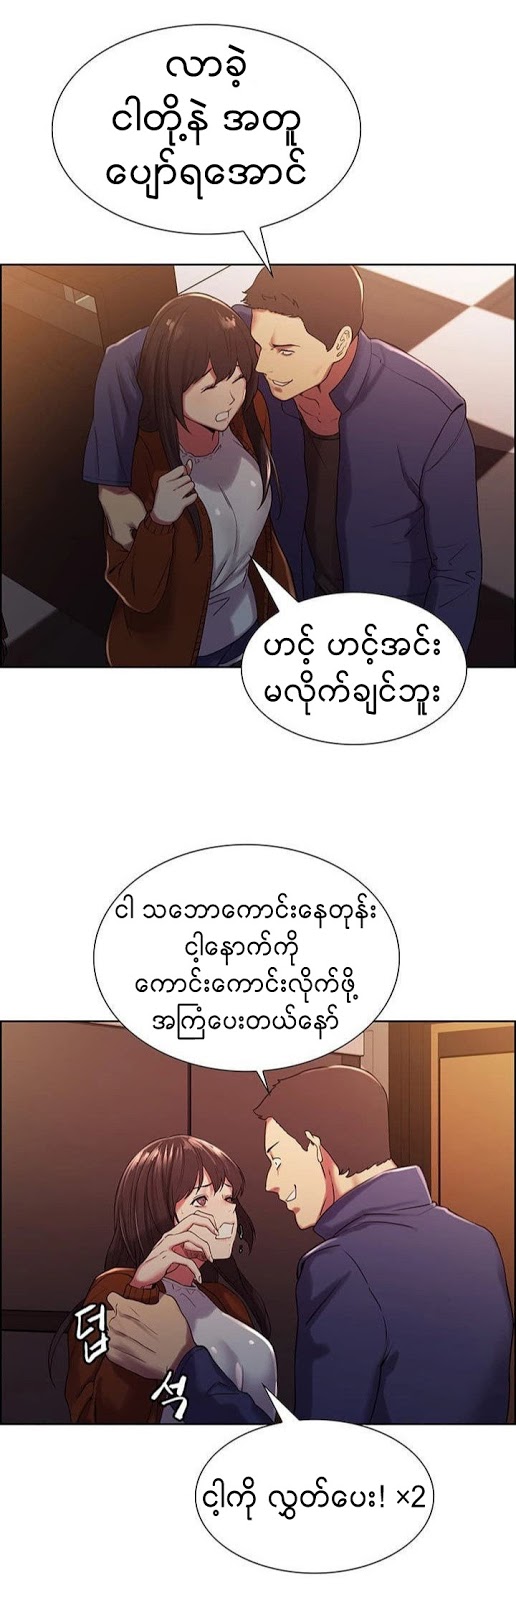 လာခဲ့
ငါတို့နဲ အတူ
ပျော်ရအောင်
ဟင့် ဟင့်အင်း
မလိုက်ချင်ဘူး
ငါ သဘောကောင်းနေတုန်း
ငါ့နောက်ကို
ကောင်းကောင်းလိုက်ဖို့
အကြံပေးတယ်နော်
덥
석
ငါ့ကို လွှတ်ပေး! ×2